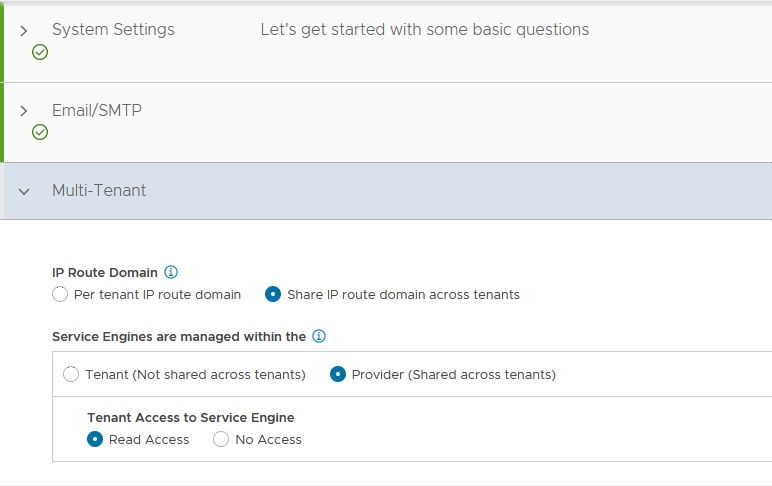 System Settings Let's get started with some basic questions
Email/SMTP
Multi-Tenant
IP Route Domain
Per tenant IP route domain Share IP route domain across tenants
Service Engines are managed within the
Tenant (Not shared across tenants) Provider (Shared across tenants)
Tenant Access to Service Engine
Read Access No Access